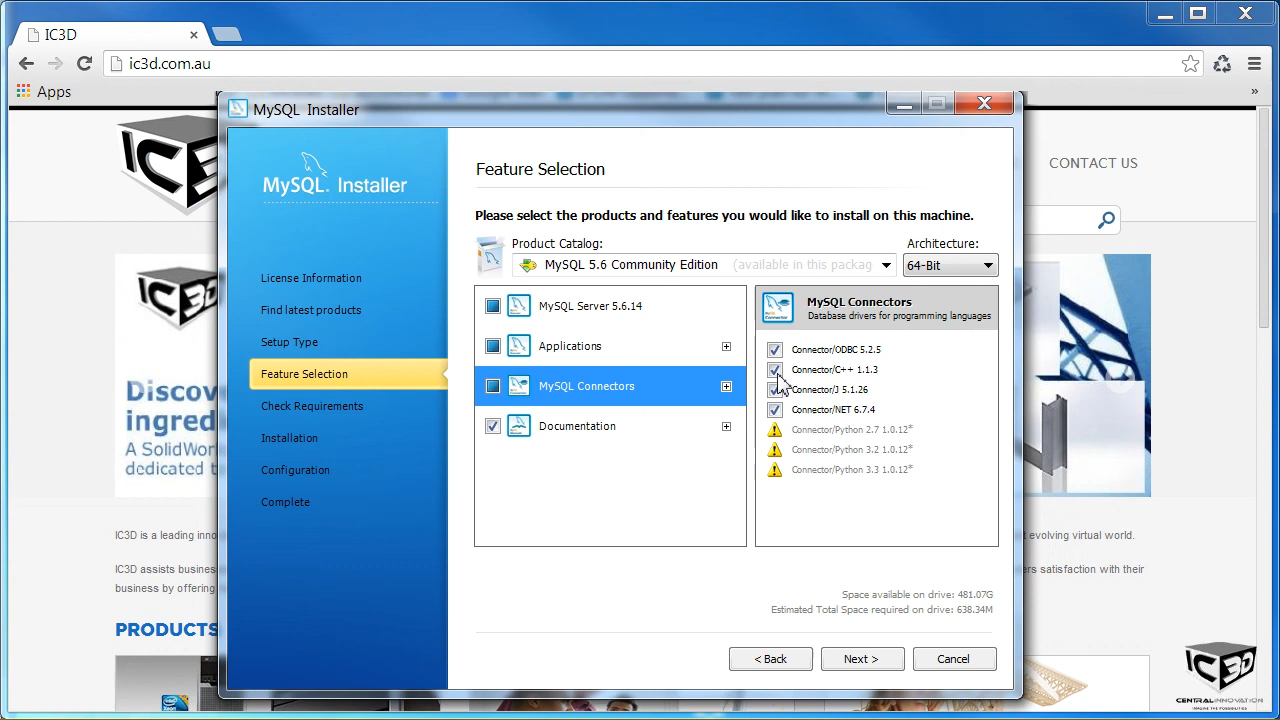 IC3D
ic3d.com.au
Apps
»
MySQL Installer
IC
CONTACT US
MySQL® Installer
Feature Selection
Please select the products and features you would like to install on this machine.
Product Catalog:
Architecture:
MySQL 5.6 Community Edition (available in this packag
64-Bit
License Information
Find latest products
Setup Type
Feature Selection
Check Requirements
Installation
Configuration
Complete
MySQL Server 5.6.14
Applications
MySQL Connectors
Documentation
MySQL Connectors
Database drivers for programming languages
Connector/ODBC 5.2.5
Connector/C++ 1.1.3
Connector/J 5.1.26
Connector/NET 6.7.4
Connector/Python 2.7 1.0.12*
Connector/Python 3.2 1.0.12*
Connector/Python 3.3 1.0.12*
Space available on drive: 481.07G
Estimated Total Space required on drive: 638.34M
< Back
Next >
Cancel
IC3D
Discov
ingred
A SolidWor
dedicated t
IC3D is a leading inno
evolving virtual world.
IC3D assists busines
ers satisfaction with their
business by offering
PRODUCTS
IC3D
CENTRAL INNOVATION
IMAGINE THE POSSIBILITIES